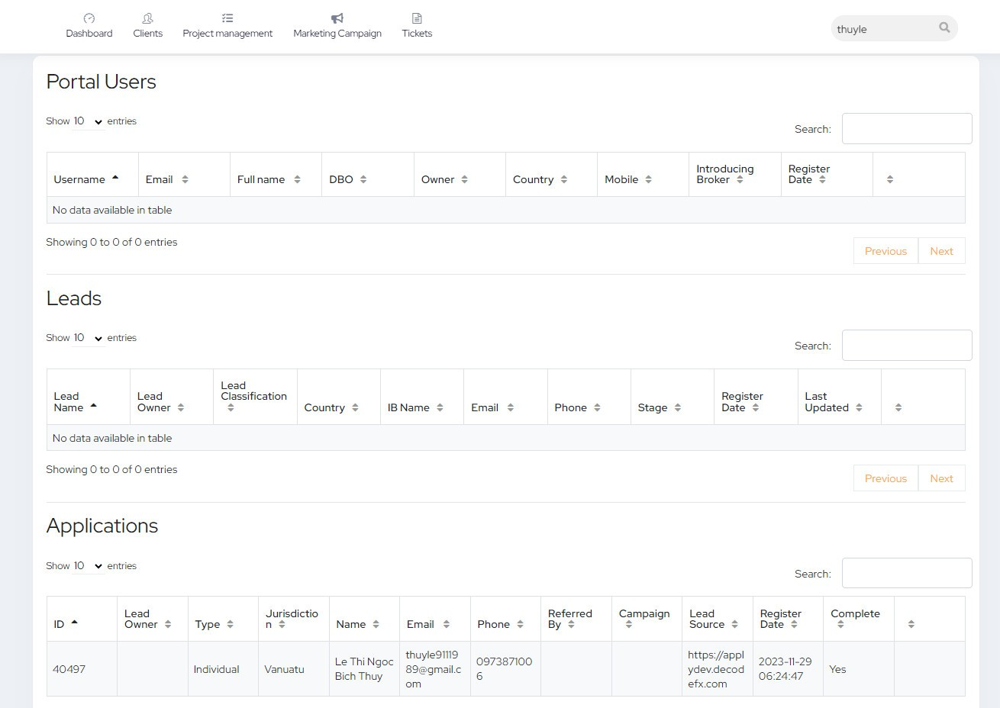 Dashboard Clients Project management Marketing Campaign Tickets
thuyle
Portal Users
Show 10 entries
Search:
Username Email Full name DBO Owner Country Mobile Introducing Broker Register Date
No data available in table
Showing 0 to 0 of 0 entries
Previous Next
Leads
Show 10 entries
Search:
Lead Name Lead Owner Lead Classification Country IB Name Email Phone Stage Register Date Last Updated
No data available in table
Showing 0 to 0 of 0 entries
Previous Next
Applications
Show 10 entries
Search:
ID Lead Owner Type Jurisdiction Name Email Phone Referred By Campaign Lead Source Register Date Complete
40497 Individual Vanuatu Le Thi Ngoc Bich Thuy thuyle911989@gmail.com 0973871006 https://applydev.decodefx.com 2023-11-29 06:24:47 Yes